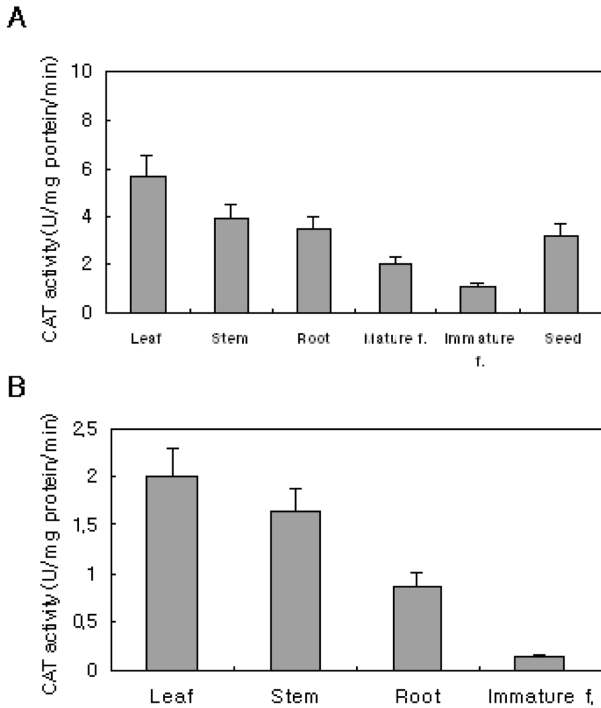 A
CAT activity (U/mg portein/min)
10
8
6
4
2
0
Leaf Stem Root Mature f. Immature f. Seed
B
CAT activity (U/mg protein/min)
2,5
2
1,5
1
0,5
0
Leaf Stem Root Immature f,